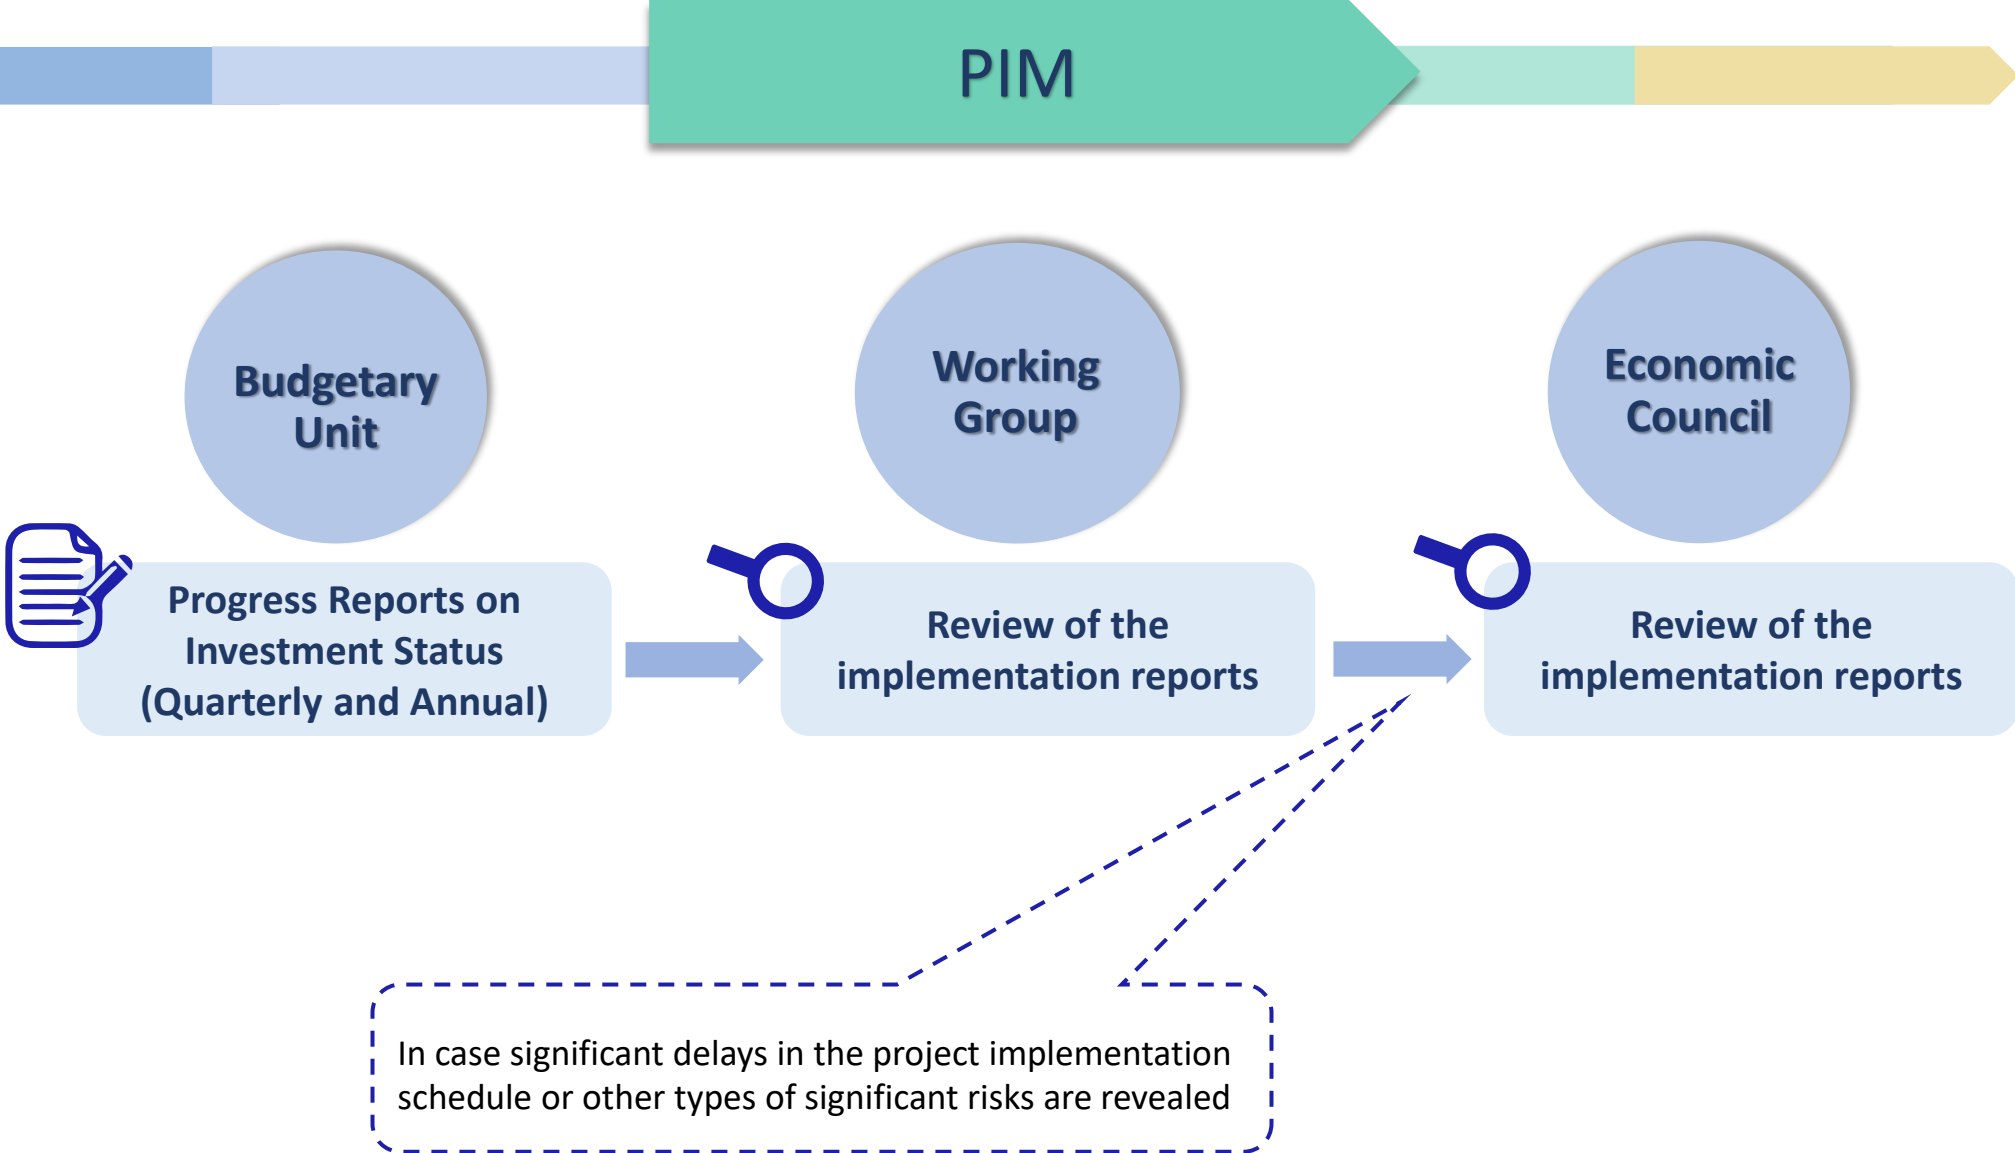 PIM
Budgetary
Unit
Working
Group
Economic
Council
Progress Reports on
Investment Status
(Quarterly and Annual)
Review of the
implementation reports
Review of the
implementation reports
In case significant delays in the project implementation
schedule or other types of significant risks are revealed